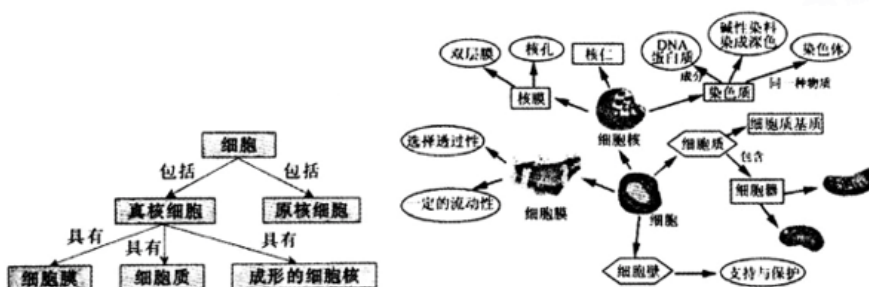 细胞
包括
包括
真核细胞
原核细胞
具有
具有
具有
细胞膜
细胞质
成形的细胞核
双层膜
核孔
核仁
DNA
蛋白质
碱性染料
染成深色
染色体
成分
同一种物质
核膜
染色质
细胞核
选择透过性
细胞质
细胞质基质
包含
一定的流动性
细胞膜
细胞
细胞器
细胞壁
支持与保护